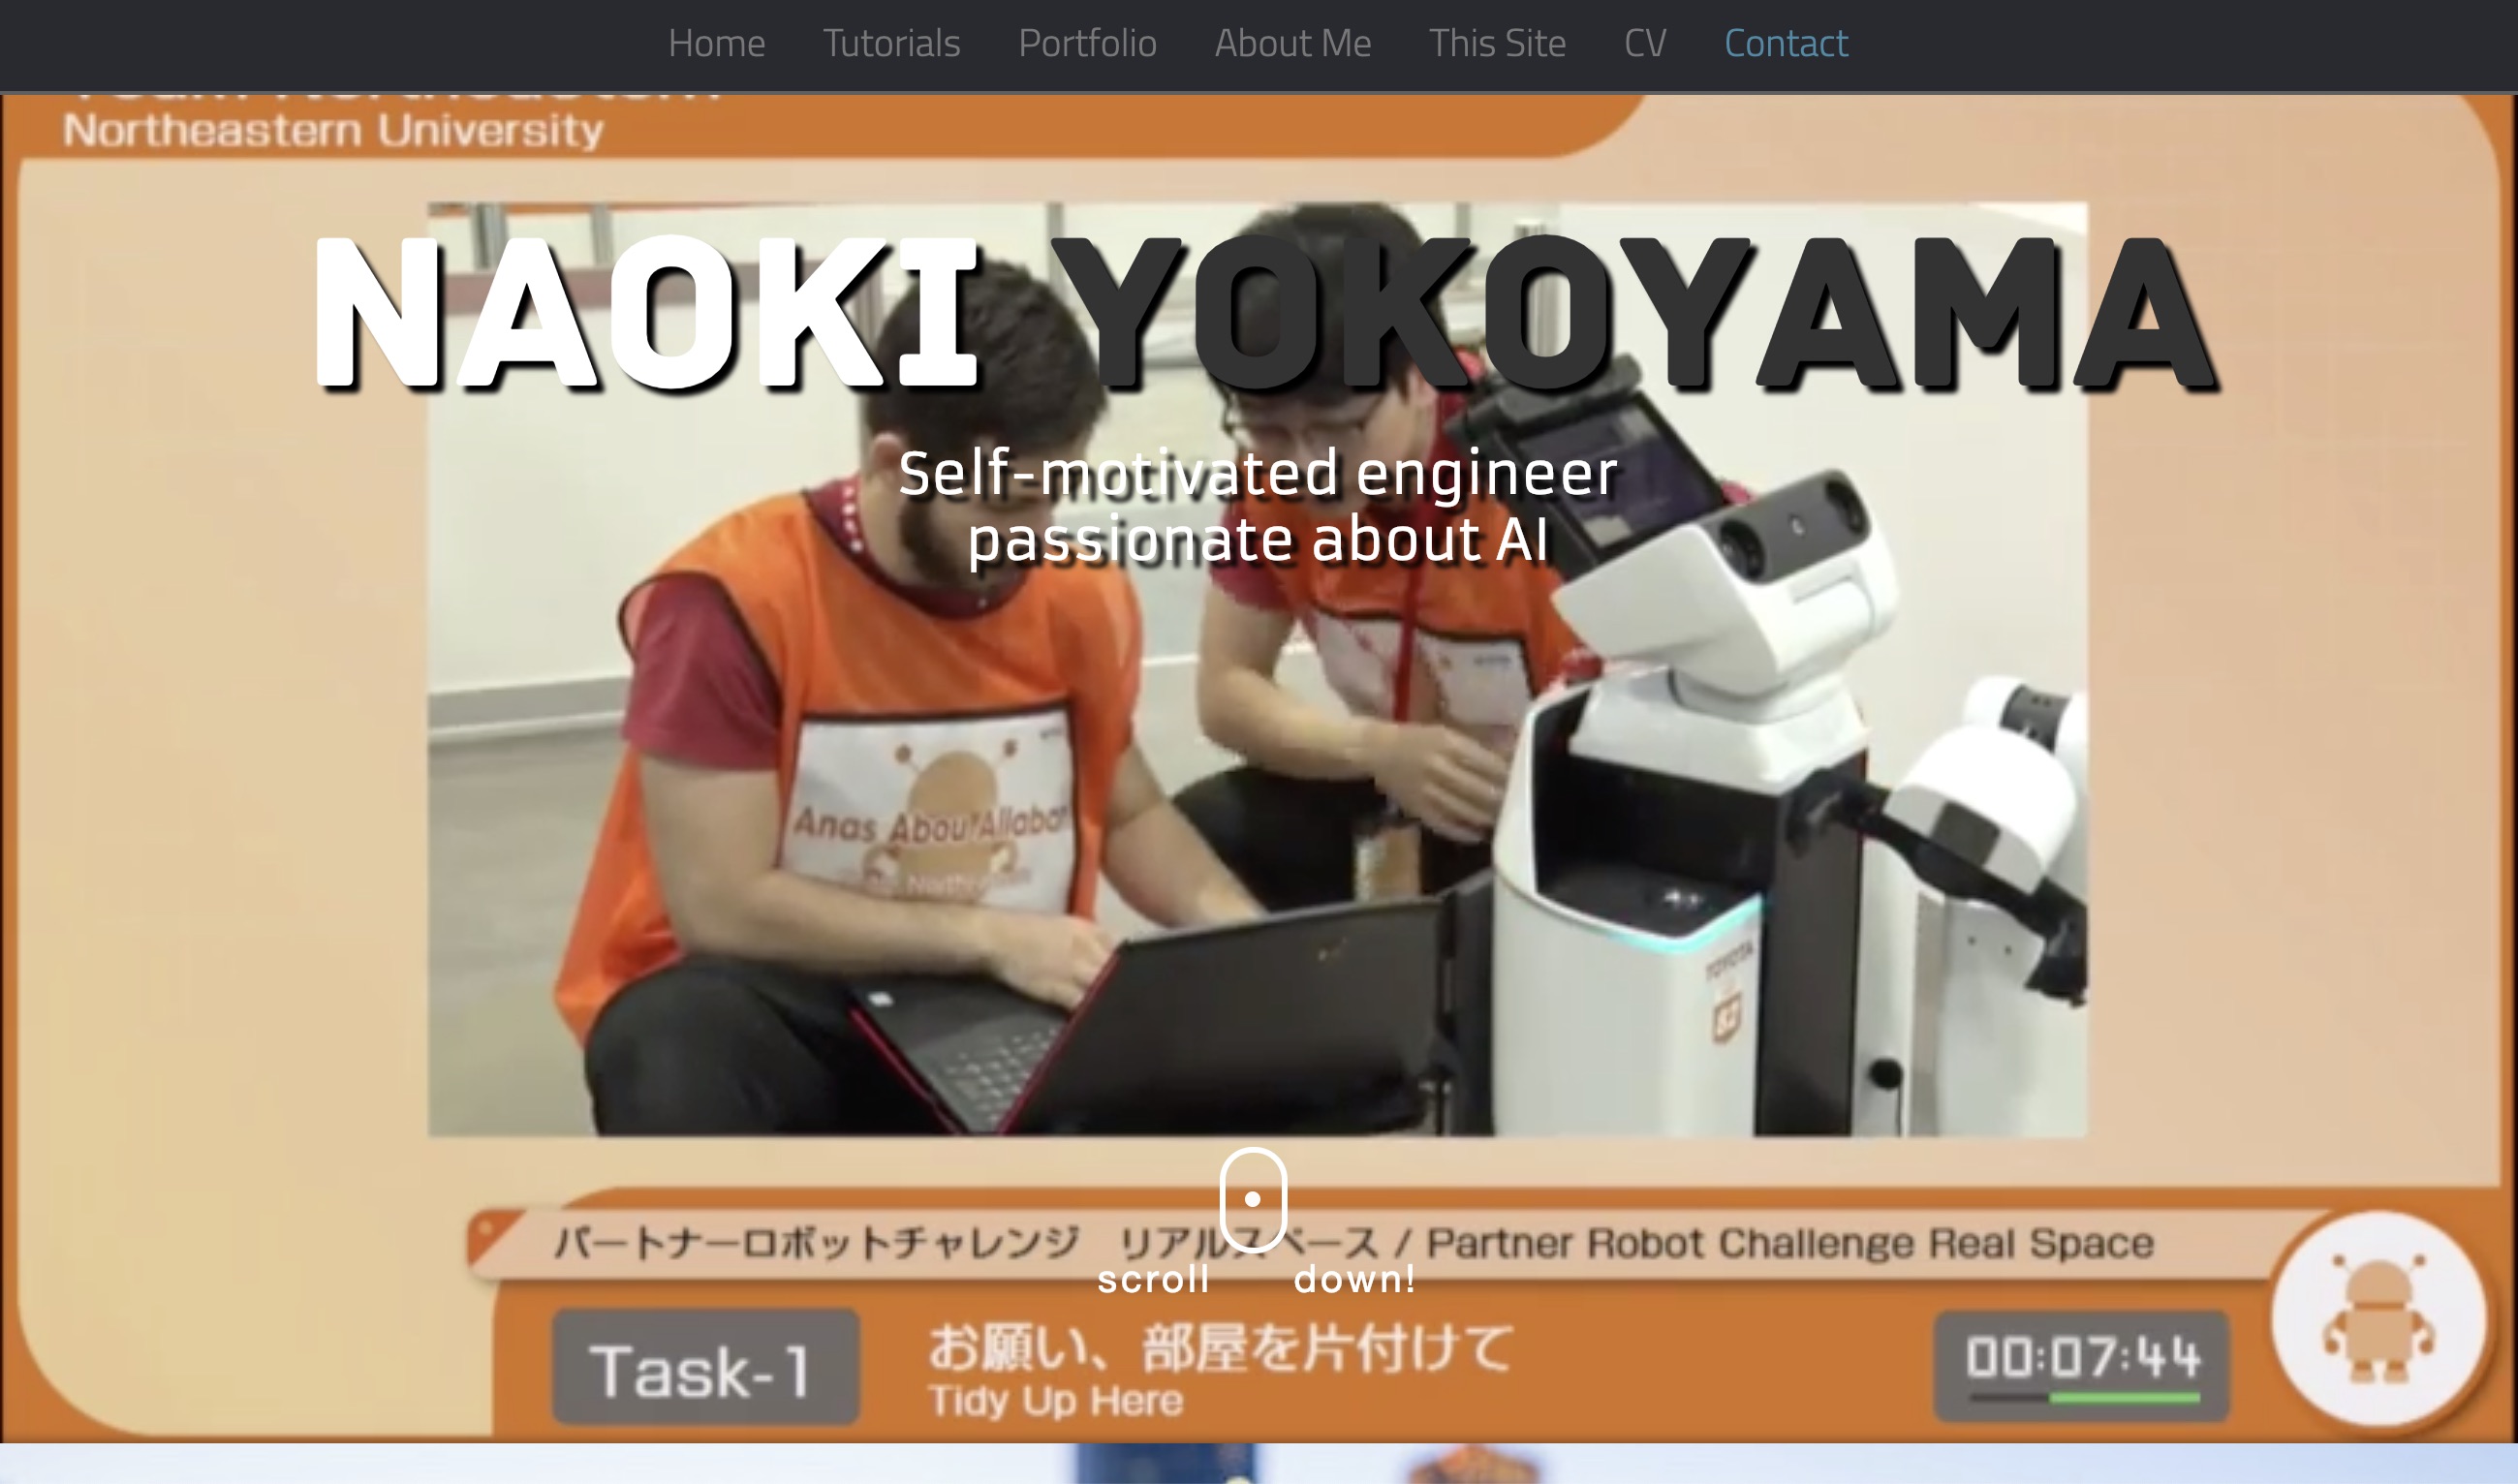 Home Tutorials Portfolio About Me This Site CV Contact
Northeastern University
NAOKI YOKOYAMA
Self-motivated engineer
passionate about AI
Anas Abou'Allaban
TOYOTA
パートナーロボットチャレンジ リアルスペース / Partner Robot Challenge Real Space
scroll down!
Task-1
お願い、部屋を片付けて
Tidy Up Here
00:07:44